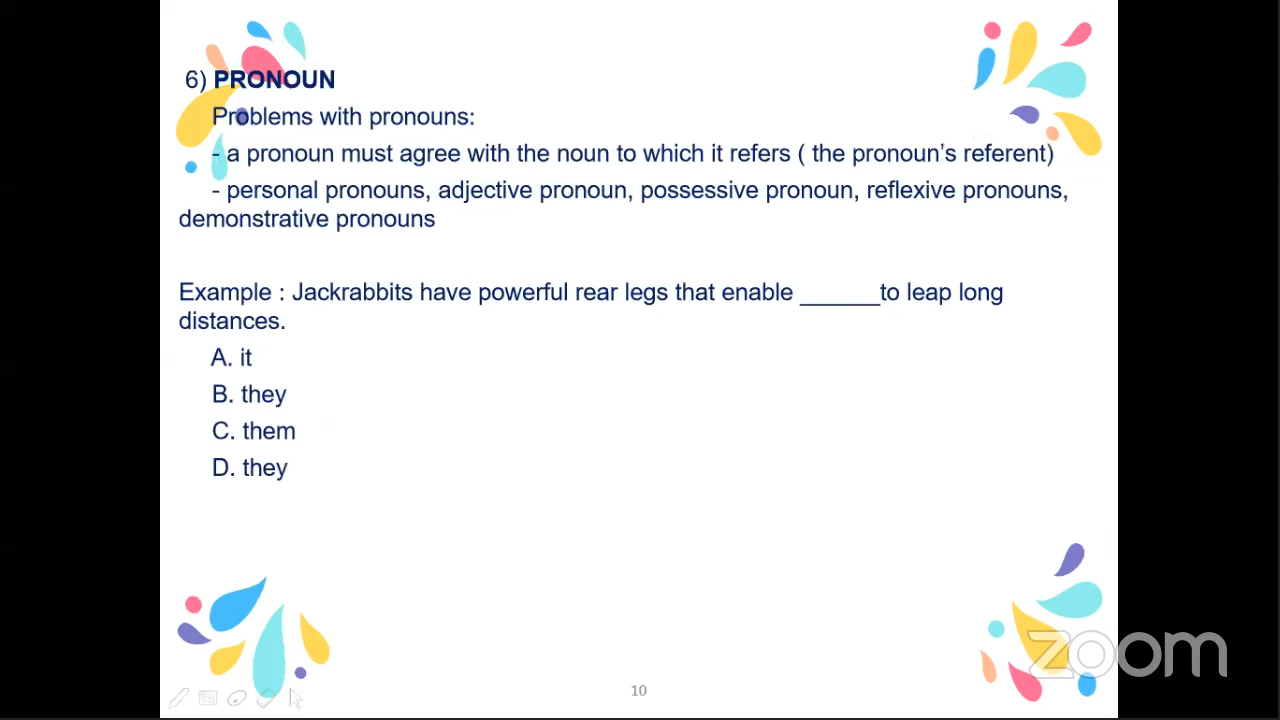 6) PRONOUN
Problems with pronouns:
- a pronoun must agree with the noun to which it refers ( the pronoun's referent)
- personal pronouns, adjective pronoun, possessive pronoun, reflexive pronouns,
demonstrative pronouns
Example : Jackrabbits have powerful rear legs that enable ______to leap long
distances.
A. it
B. they
C. them
D. they
zoom
10